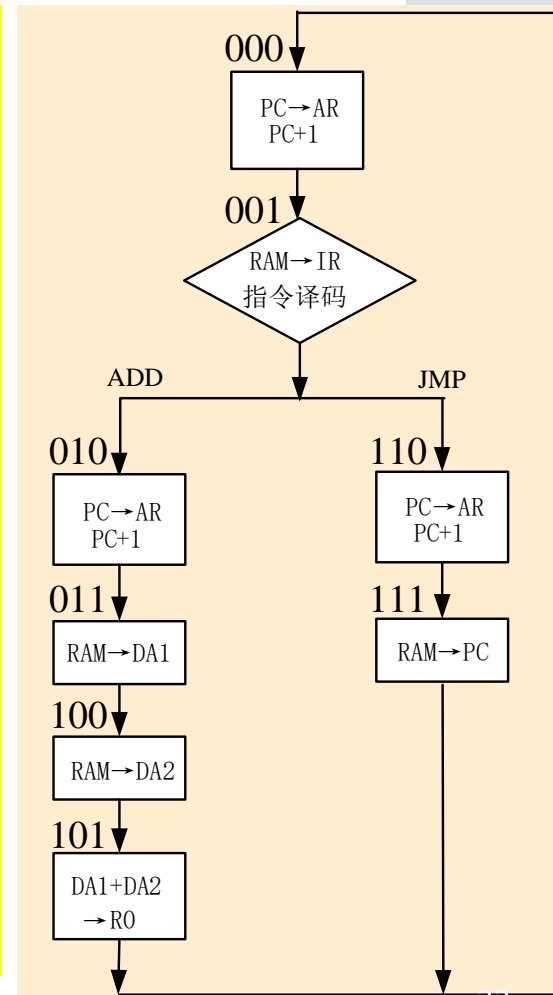 000
PC→AR
PC+1
001
RAM→IR
指令译码
ADD
JMP
010
PC→AR
PC+1
110
PC→AR
PC+1
011
RAM→DA1
111
RAM→PC
100
RAM→DA2
101
DA1+DA2
→R0